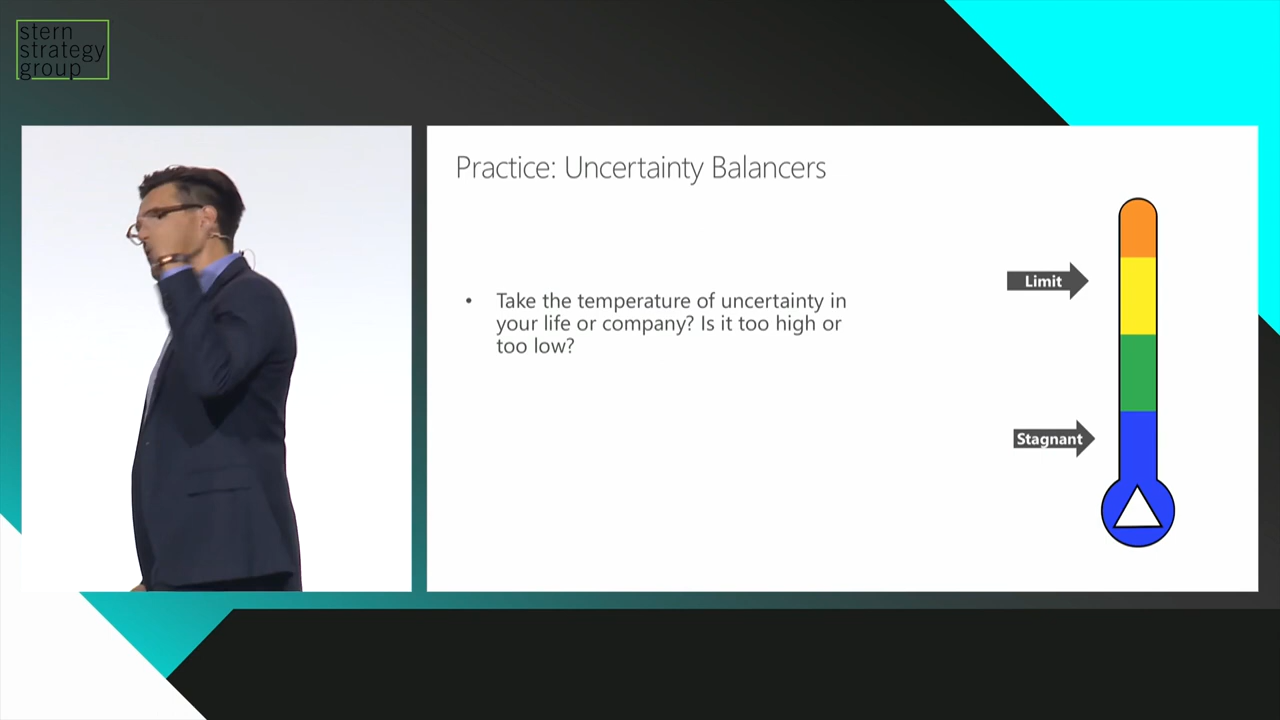 stern
strategy
group
Practice: Uncertainty Balancers
• Take the temperature of uncertainty in
your life or company? Is it too high or
too low?
Limit
Stagnant